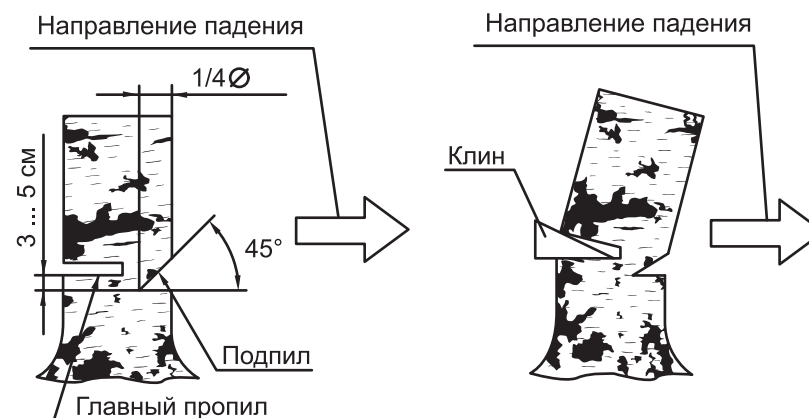 Направление падения
1/4 Ø
3 ... 5 см
45°
Подпил
Главный пропил
Направление падения
Клин